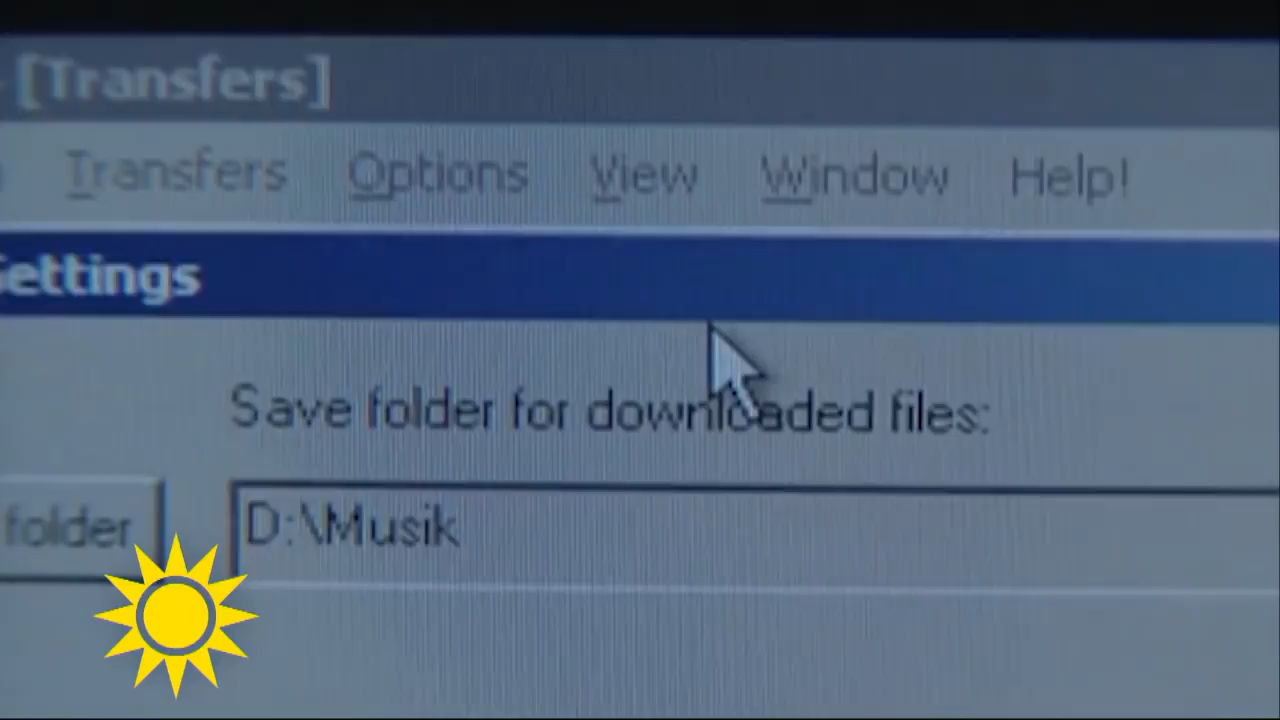 [Transfers]
Transfers Options View Window Help!
Settings
Save folder for downloaded files:
folder D:\Musik